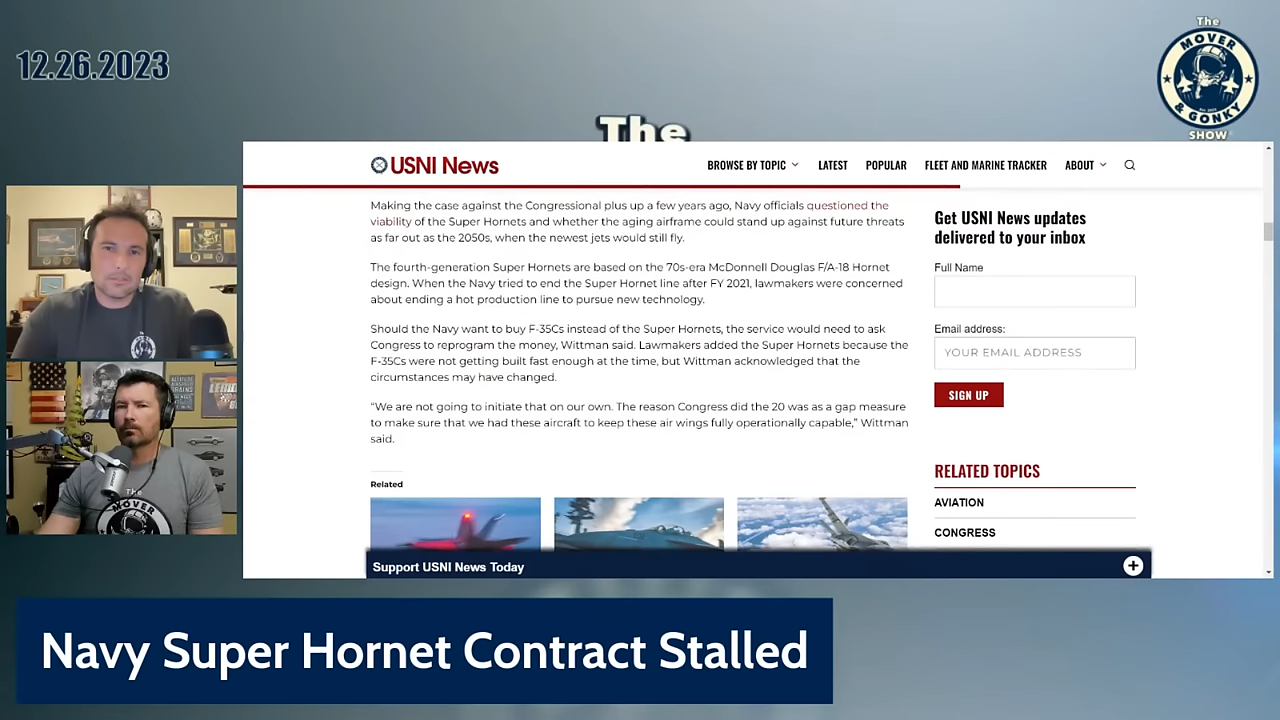 12.26.2023
The
MOVER
& GONKY
SHOW
The
USNI News
BROWSE BY TOPIC
LATEST
POPULAR
FLEET AND MARINE TRACKER
ABOUT
Making the case against the Congressional plus up a few years ago, Navy officials questioned the
viability of the Super Hornets and whether the aging airframe could stand up against future threats
as far out as the 2050s, when the newest jets would still fly.
The fourth-generation Super Hornets are based on the 70s-era McDonnell Douglas F/A-18 Hornet
design. When the Navy tried to end the Super Hornet line after FY 2021, lawmakers were concerned
about ending a hot production line to pursue new technology.
Should the Navy want to buy F-35Cs instead of the Super Hornets, the service would need to ask
Congress to reprogram the money, Wittman said. Lawmakers added the Super Hornets because the
F-35Cs were not getting built fast enough at the time, but Wittman acknowledged that the
circumstances may have changed.
“We are not going to initiate that on our own. The reason Congress did the 20 was as a gap measure
to make sure that we had these aircraft to keep these air wings fully operationally capable,” Wittman
said.
Related
Get USNI News updates
delivered to your inbox
Full Name
Email address:
YOUR EMAIL ADDRESS
SIGN UP
RELATED TOPICS
AVIATION
CONGRESS
Support USNI News Today
The
MOVER
Navy Super Hornet Contract Stalled